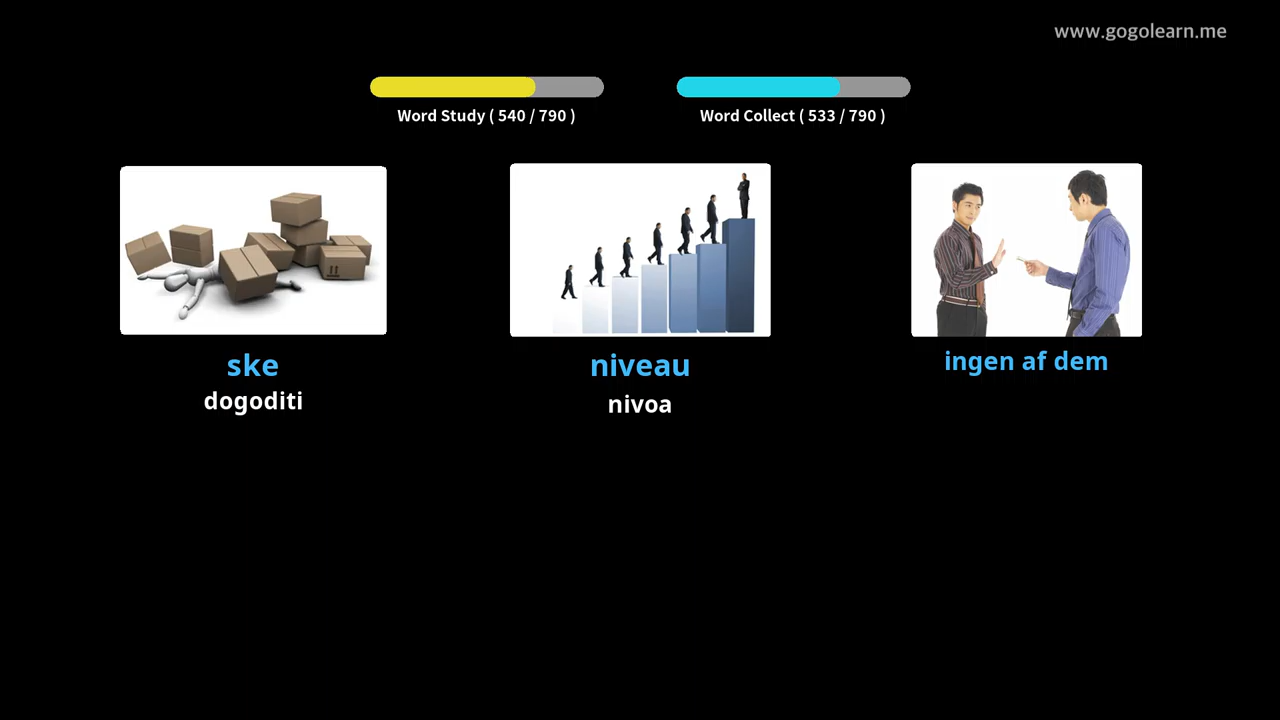 www.gogolearn.me
Word Study ( 540 / 790 )
Word Collect ( 533 / 790 )
ske
dogoditi
niveau
nivoa
ingen af dem